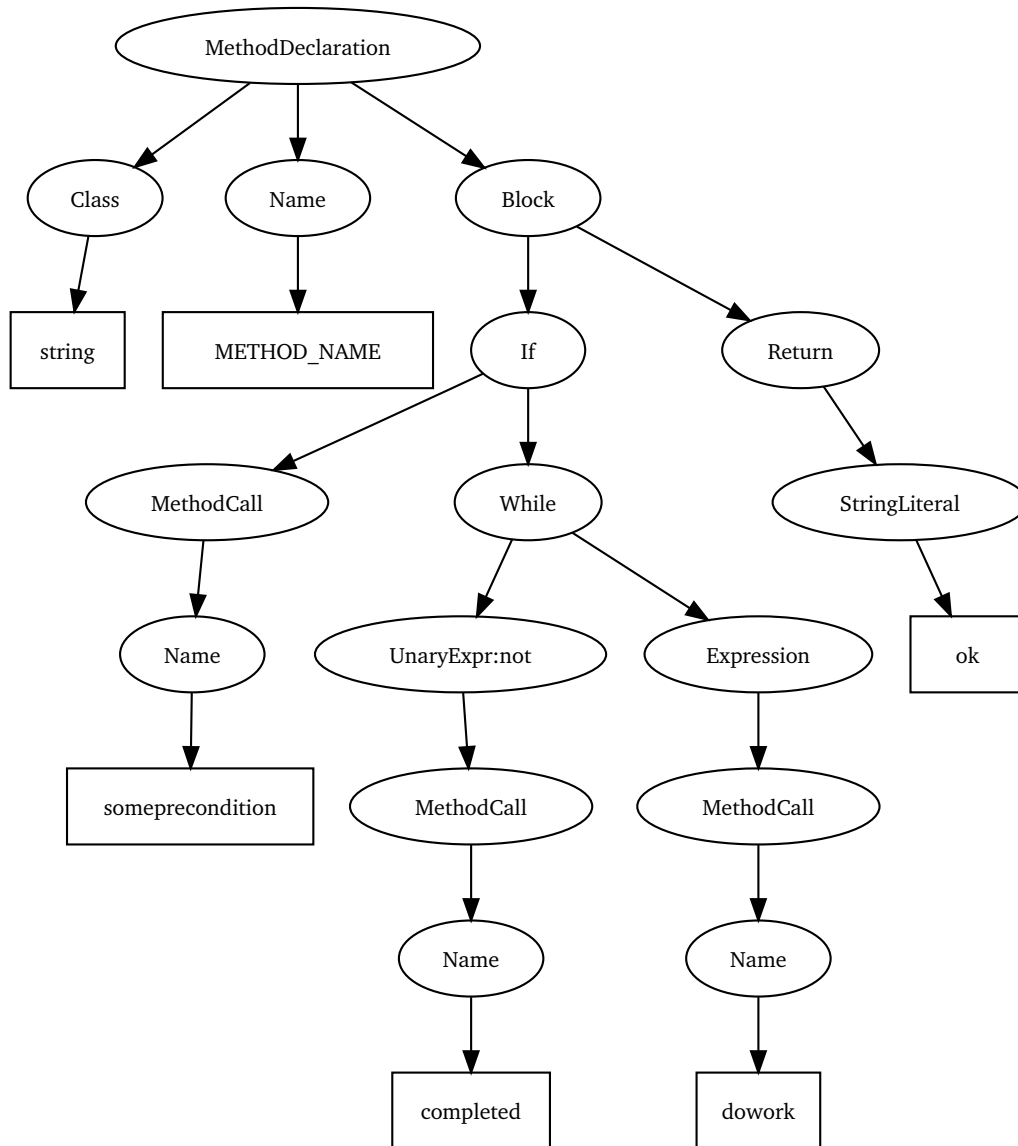 MethodDeclaration
Class
Name
Block
string
METHOD_NAME
If
Return
MethodCall
While
StringLiteral
Name
UnaryExpr:not
Expression
ok
someprecondition
MethodCall
MethodCall
Name
Name
completed
dowork